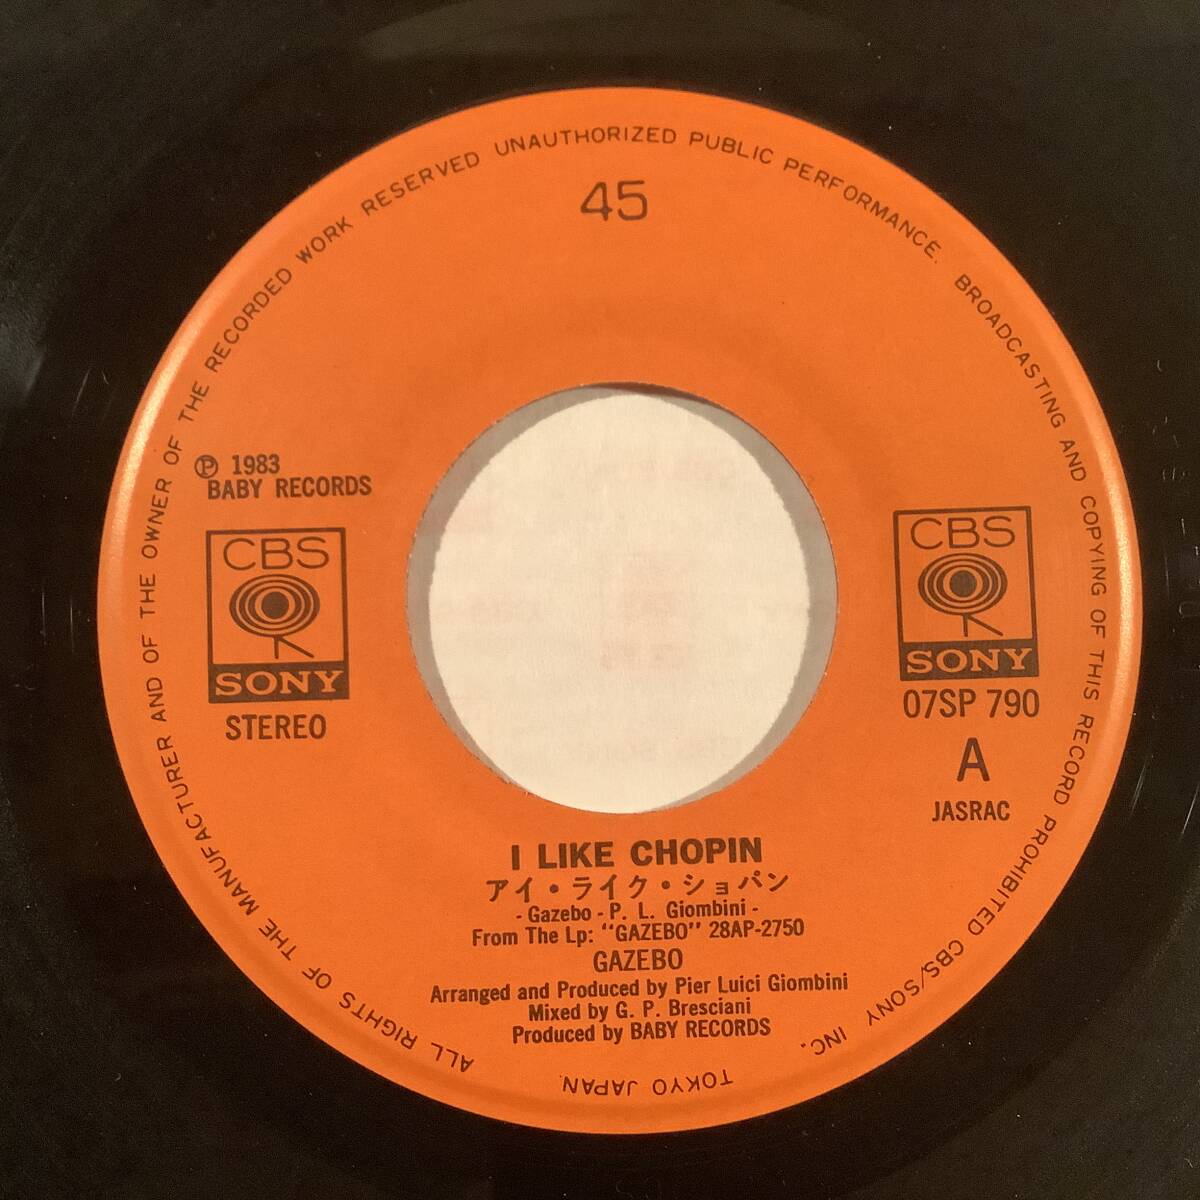 ALL RIGHTS OF THE MANUFACTURER AND OF THE OWNER OF THE RECORDED WORK RESERVED UNAUTHORIZED PUBLIC PERFORMANCE. BROADCASTING AND COPYING OF THIS RECORD PROHIBITED CBS/SONY INC. TOKYO JAPAN.
45
Ⓟ 1983
BABY RECORDS
CBS
SONY
STEREO
CBS
SONY
07SP 790
A
JASRAC
I LIKE CHOPIN
アイ・ライク・ショパン
- Gazebo - P. L. Giombini -
From The Lp: "GAZEBO" 28AP-2750
GAZEBO
Arranged and Produced by Pier Luici Giombini
Mixed by G. P. Bresciani
Produced by BABY RECORDS